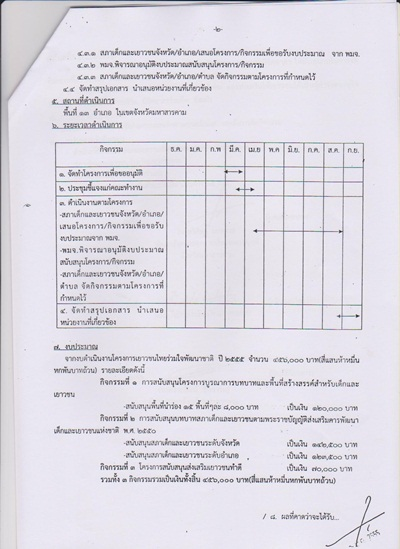 -๒-
๔.๓.๑ สภาเด็กและเยาวชนจังหวัด/อำเภอ/เสนอโครงการ/กิจกรรมเพื่อขอรับงบประมาณ จาก พมจ.
๔.๓.๒ พมจ.พิจารณาอนุมัติงบประมาณสนับสนุนโครงการ/กิจกรรม
๔.๓.๓ สภาเด็กและเยาวชนจังหวัด/อำเภอ/ตำบล จัดกิจกรรมตามโครงการที่กำหนดไว้
๔.๔ จัดทำสรุปเอกสาร นำเสนอหน่วยงานที่เกี่ยวข้อง
๕. สถานที่ดำเนินการ
พื้นที่ ๑๓ อำเภอ ในเขตจังหวัดมหาสารคาม
๖. ระยะเวลาดำเนินการ
กิจกรรม ธ.ค. ม.ค. ก.พ มี.ค. เม.ย พ.ค มิ.ย. ก.ค. ส.ค. ก.ย.
๑. จัดทำโครงการเพื่อขออนุมัติ
๒. ประชุมชี้แจงแก่คณะทำงาน
๓. ดำเนินงานตามโครงการ
-สภาเด็กและเยาวชนจังหวัด/อำเภอ/
เสนอโครงการ/กิจกรรมเพื่อขอรับ
งบประมาณจาก พมจ.
-พมจ.พิจารณาอนุมัติงบประมาณ
สนับสนุนโครงการ/กิจกรรม
-สภาเด็กและเยาวชนจังหวัด/อำเภอ/
ตำบล จัดกิจกรรมตามโครงการที่
กำหนดไว้
๔. จัดทำสรุปเอกสาร นำเสนอ
หน่วยงานที่เกี่ยวข้อง
๗. งบประมาณ
จากงบดำเนินงานโครงการเยาวชนไทยร่วมใจพัฒนาชาติ ปี ๒๕๕๕ จำนวน ๔๕๖,๐๐๐ บาท(สี่แสนห้าหมื่น
หกพันบาทถ้วน) รายละเอียดดังนี้
กิจกรรมที่ ๑ การสนับสนุนโครงการบูรณาการบทบาทและพื้นที่สร้างสรรค์สำหรับเด็กและ
เยาวชน
-สนับสนุนพื้นที่นำร่อง ๑๕ พื้นที่ๆละ ๘,๐๐๐ บาท เป็นเงิน ๑๒๐,๐๐๐ บาท
กิจกรรมที่ ๒ การสนับสนุนบทบาทสภาเด็กและเยาวชนตามพระราชบัญญัติส่งเสริมการพัฒนา
เด็กและเยาวชนแห่งชาติ พ.ศ. ๒๕๕๐
-สนับสนุนสภาเด็กและเยาวชนระดับจังหวัด เป็นเงิน ๑๔๒,๕๐๐ บาท
-สนับสนุนสภาเด็กและเยาวชนระดับอำเภอ เป็นเงิน ๑๒๓,๕๐๐ บาท
กิจกรรมที่ ๓ โครงการสนับสนุนส่งเสริมเยาวชนทำดี เป็นเงิน ๗๐,๐๐๐ บาท
รวมทั้ง ๓ กิจกรรมรวมเป็นเงินทั้งสิ้น ๔๕๖,๐๐๐ บาท(สี่แสนห้าหมื่นหกพันบาทถ้วน)
/ ๘. ผลที่คาดว่าจะได้รับ...